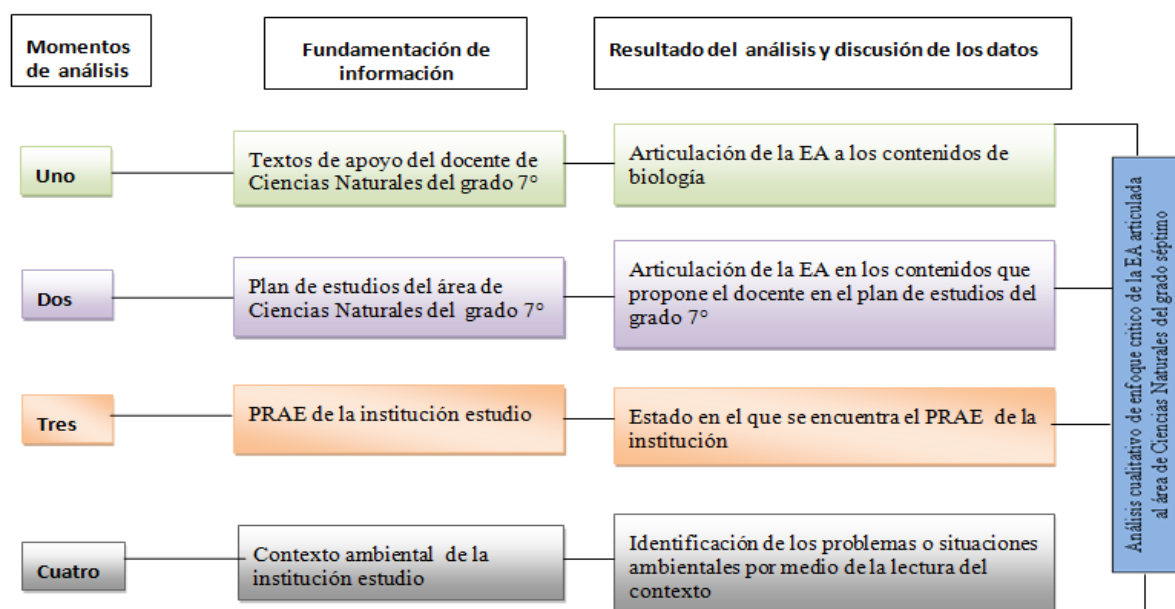 Momentos
de análisis
Fundamentación de
información
Resultado del análisis y discusión de los datos
Uno
Textos de apoyo del docente de
Ciencias Naturales del grado 7°
Articulación de la EA a los contenidos de
biología
Dos
Plan de estudios del área de
Ciencias Naturales del grado 7°
Articulación de la EA en los contenidos que
propone el docente en el plan de estudios del
grado 7°
Tres
PRAE de la institución estudio
Estado en el que se encuentra el PRAE de la
institución
Cuatro
Contexto ambiental de la
institución estudio
Identificación de los problemas o situaciones
ambientales por medio de la lectura del
contexto
Análisis cualitativo de enfoque critico de la EA articulada
al área de Ciencias Naturales del grado séptimo